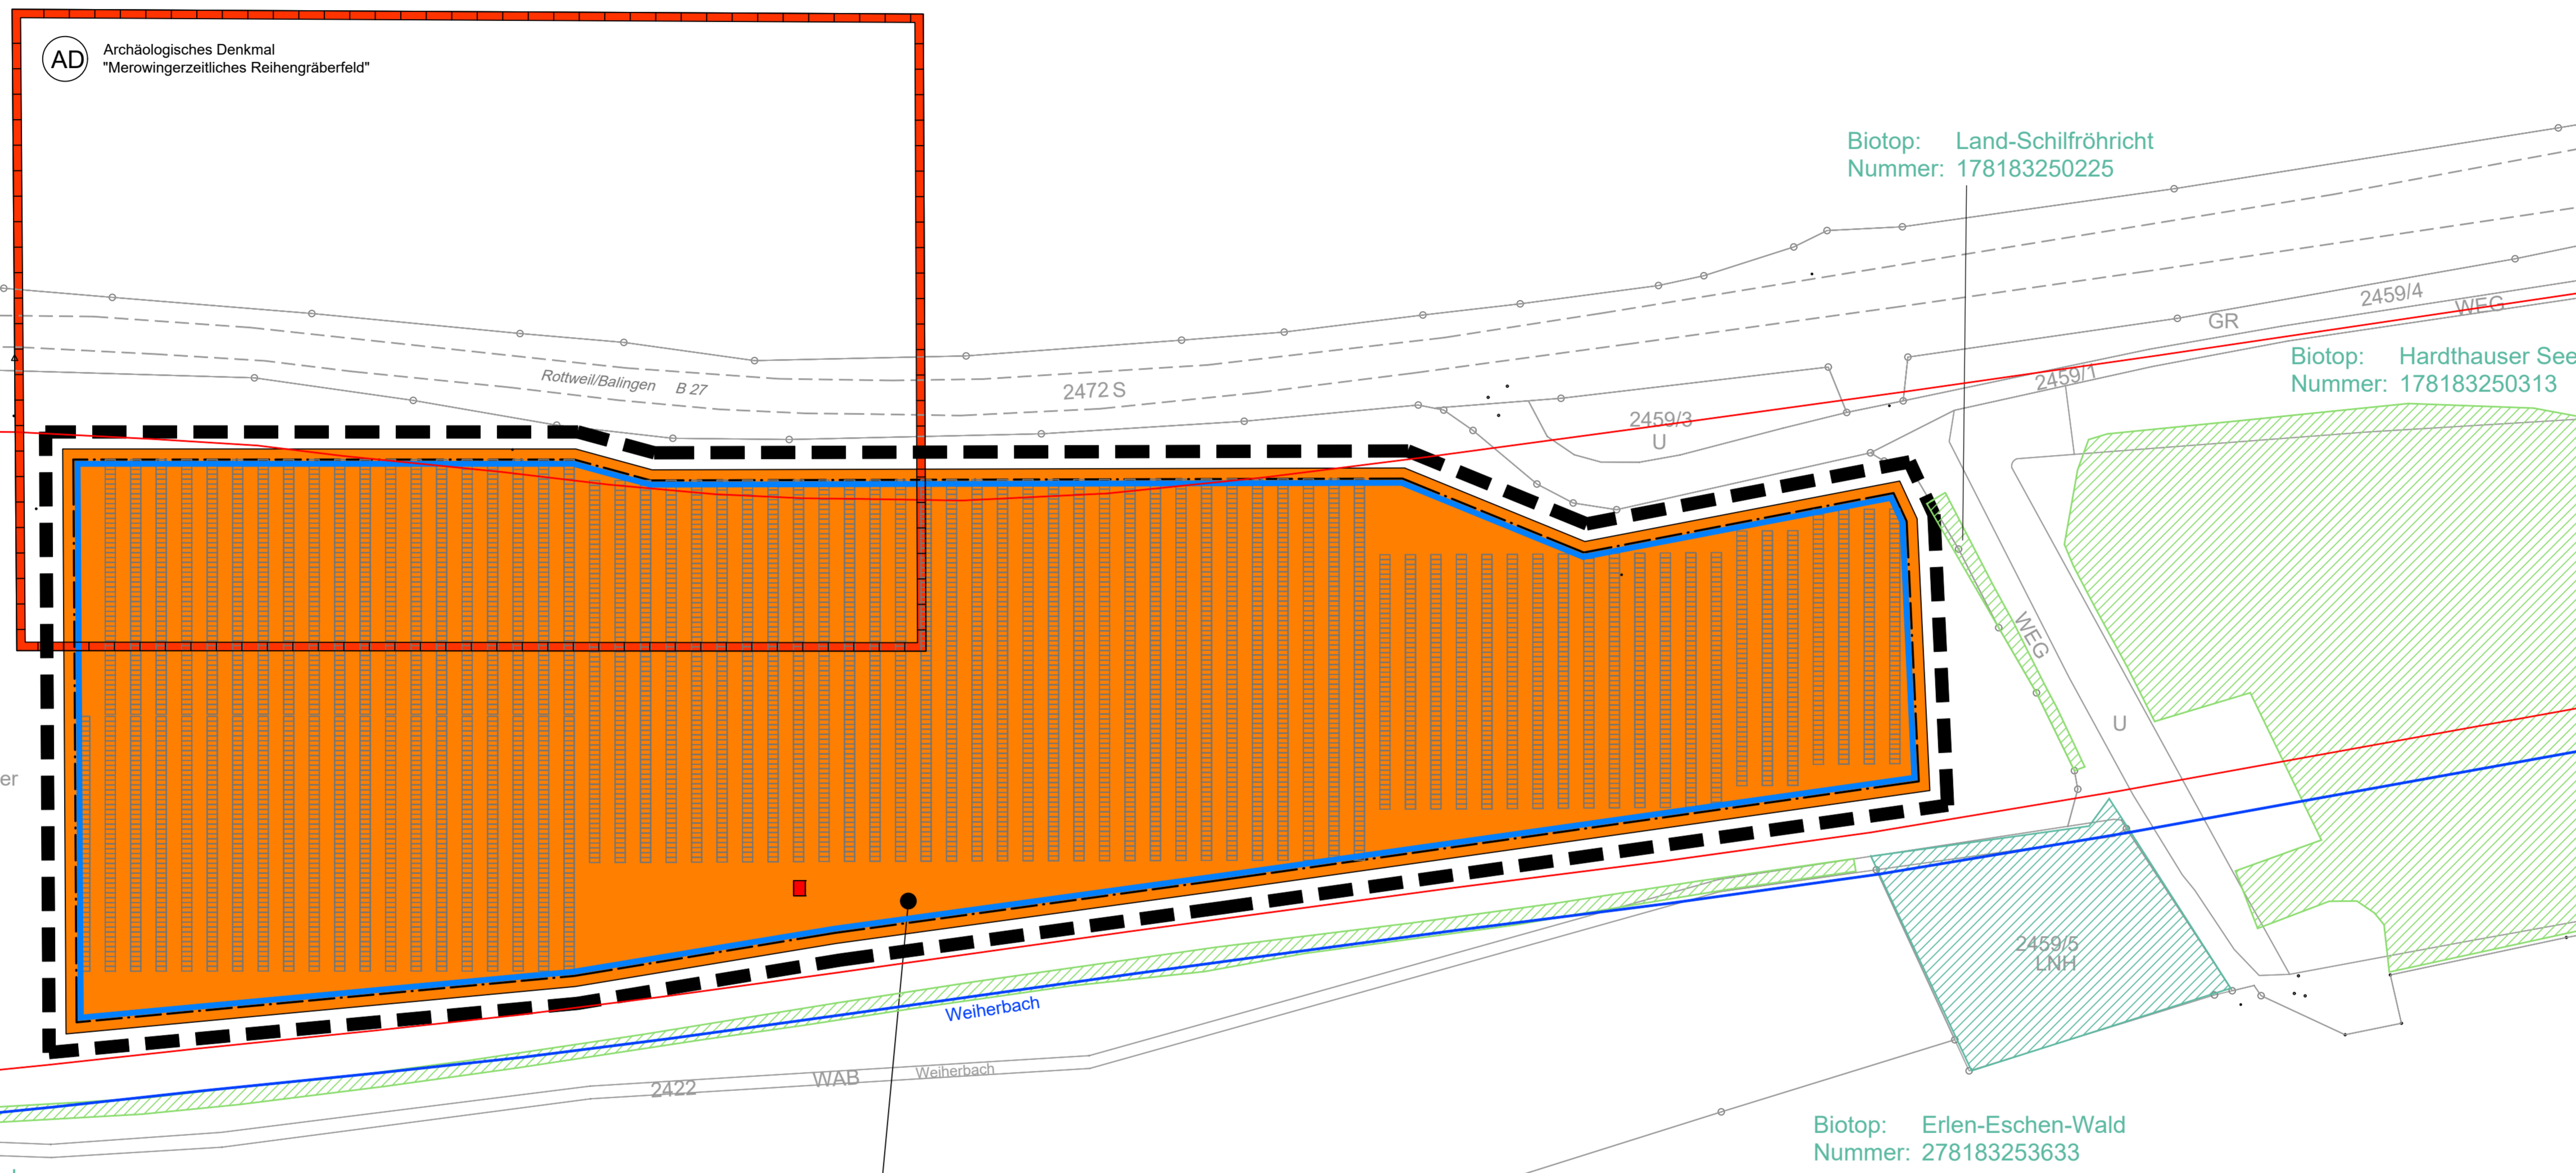 AD
Archäologisches Denkmal
"Merowingerzeitliches Reihengräberfeld"
Biotop: Land-Schilfröhricht
Nummer: 178183250225
2459/4
WEG
GR
Biotop: Hardthauser See
Nummer: 178183250313
2459/1
Rottweil/Balingen B 27
2472 S
2459/3
U
WEG
U
er
2459/5
LNH
Weiherbach
Weiherbach
WAB
2422
Biotop: Erlen-Eschen-Wald
Nummer: 278183253633